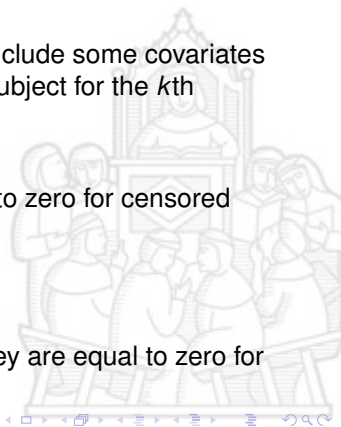 clude some covariates
ubject for the kth
to zero for censored
ey are equal to zero for